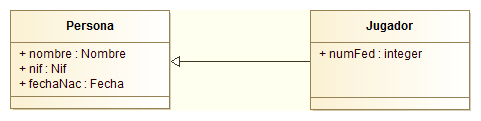 Persona
+ nombre : Nombre
+ nif : Nif
+ fechaNac : Fecha
Jugador
+ numFed : integer